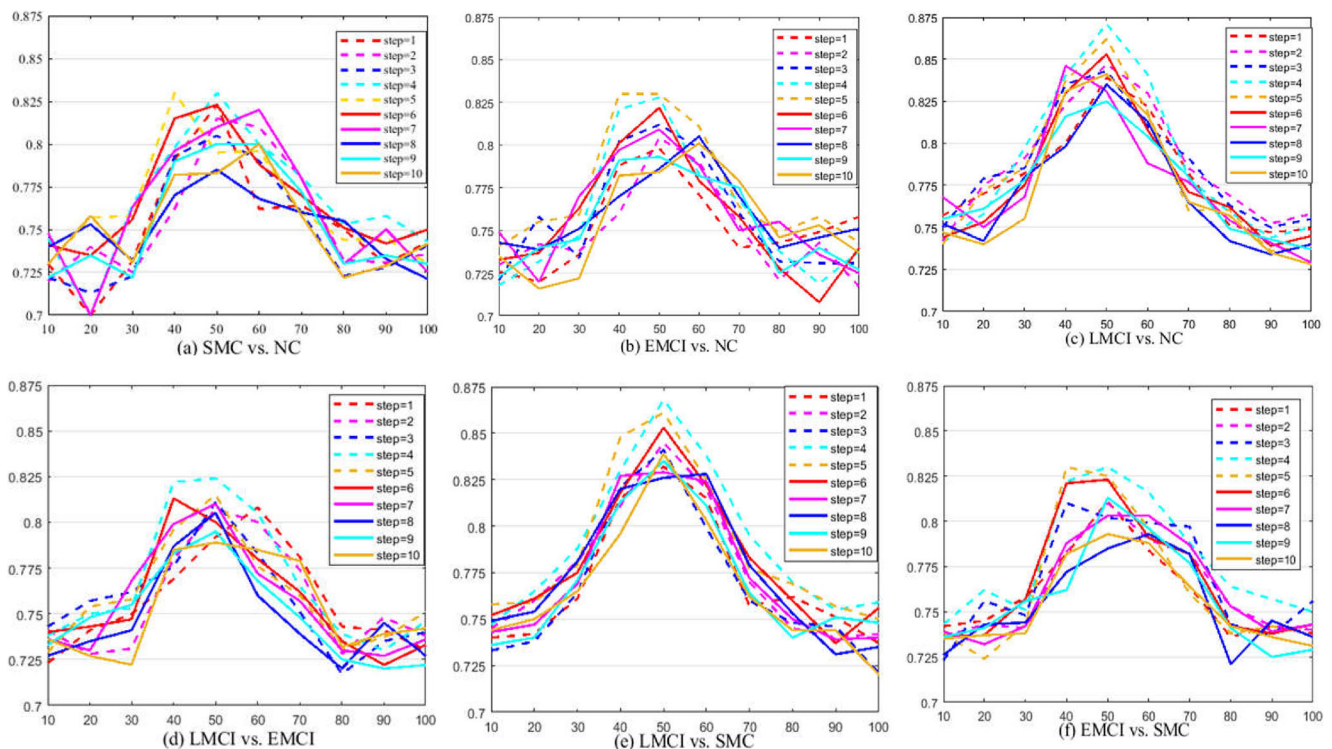 0.875
0.85
0.825
0.8
0.775
0.75
0.725
0.7
10 20 30 40 50 60 70 80 90 100
step=1
step=2
step=3
step=4
step=5
step=6
step=7
step=8
step=9
step=10
(a) SMC vs. NC
0.875
0.85
0.825
0.8
0.775
0.75
0.725
0.7
10 20 30 40 50 60 70 80 90 100
step=1
step=2
step=3
step=4
step=5
step=6
step=7
step=8
step=9
step=10
(b) EMCI vs. NC
0.875
0.85
0.825
0.8
0.775
0.75
0.725
0.7
10 20 30 40 50 60 70 80 90 100
step=1
step=2
step=3
step=4
step=5
step=6
step=7
step=8
step=9
step=10
(c) LMCI vs. NC
0.875
0.85
0.825
0.8
0.775
0.75
0.725
0.7
10 20 30 40 50 60 70 80 90 100
step=1
step=2
step=3
step=4
step=5
step=6
step=7
step=8
step=9
step=10
(d) LMCI vs. EMCI
0.875
0.85
0.825
0.8
0.775
0.75
0.725
0.7
10 20 30 40 50 60 70 80 90 100
step=1
step=2
step=3
step=4
step=5
step=6
step=7
step=8
step=9
step=10
(e) LMCI vs. SMC
0.875
0.85
0.825
0.8
0.775
0.75
0.725
0.7
10 20 30 40 50 60 70 80 90 100
step=1
step=2
step=3
step=4
step=5
step=6
step=7
step=8
step=9
step=10
(f) EMCI vs. SMC